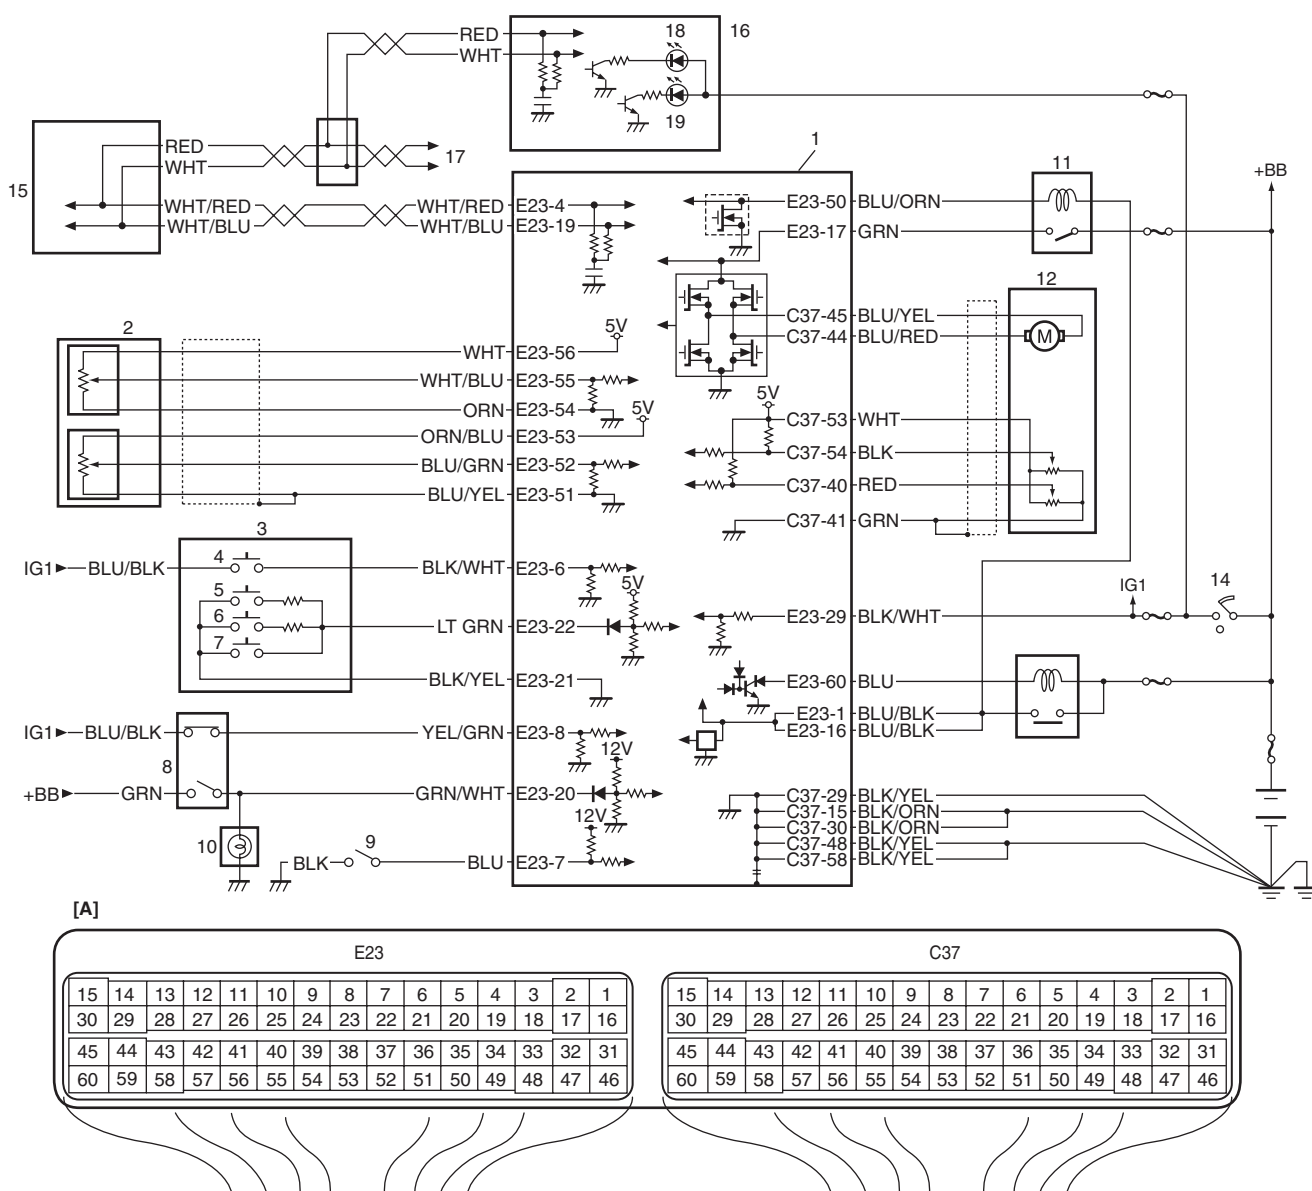 RED
WHT
18
16
19
RED
WHT
17
15
WHT/RED
WHT/BLU
WHT/RED E23-4
WHT/BLU E23-19
1
E23-50 BLU/ORN
E23-17 GRN
11
+BB
2
WHT E23-56
5V
WHT/BLU E23-55
ORN E23-54
ORN/BLU E23-53
5V
BLU/GRN E23-52
BLU/YEL E23-51
12
C37-45 BLU/YEL
C37-44 BLU/RED
M
5V
C37-53 WHT
C37-54 BLK
C37-40 RED
C37-41 GRN
3
IG1 BLU/BLK
4
5
6
7
BLK/WHT E23-6
5V
LT GRN E23-22
BLK/YEL E23-21
E23-29 BLK/WHT
IG1
14
E23-60 BLU
E23-1 BLU/BLK
E23-16 BLU/BLK
IG1 BLU/BLK
YEL/GRN E23-8
8
12V
+BB GRN
GRN/WHT E23-20
12V
10
BLK
9
BLU E23-7
C37-29 BLK/YEL
C37-15 BLK/ORN
C37-30 BLK/ORN
C37-48 BLK/YEL
C37-58 BLK/YEL
[A]
E23
15 14 13 12 11 10 9 8 7 6 5 4 3 2 1
30 29 28 27 26 25 24 23 22 21 20 19 18 17 16
45 44 43 42 41 40 39 38 37 36 35 34 33 32 31
60 59 58 57 56 55 54 53 52 51 50 49 48 47 46
C37
15 14 13 12 11 10 9 8 7 6 5 4 3 2 1
30 29 28 27 26 25 24 23 22 21 20 19 18 17 16
45 44 43 42 41 40 39 38 37 36 35 34 33 32 31
60 59 58 57 56 55 54 53 52 51 50 49 48 47 46